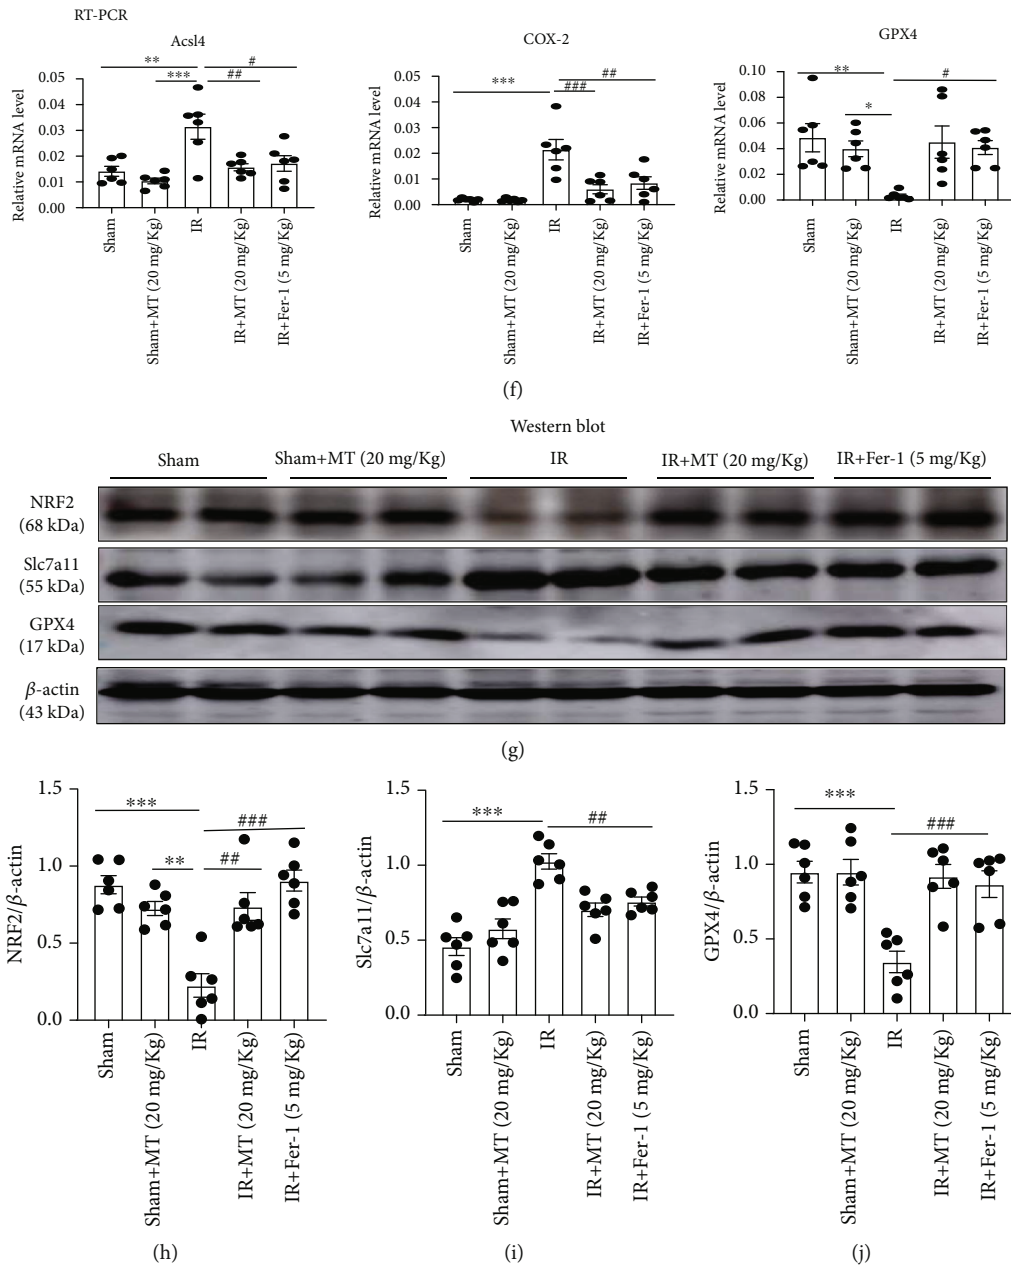 RT-PCR
Acsl4
** #
*** ##
Relative mRNA level
0.05
0.04
0.03
0.02
0.01
0.00
Sham
Sham+MT (20 mg/Kg)
IR
IR+MT (20 mg/Kg)
IR+Fer-1 (5 mg/Kg)
COX-2
*** ##
###
Relative mRNA level
0.05
0.04
0.03
0.02
0.01
0.00
Sham
Sham+MT (20 mg/Kg)
IR
IR+MT (20 mg/Kg)
IR+Fer-1 (5 mg/Kg)
GPX4
** #
*
Relative mRNA level
0.10
0.08
0.06
0.04
0.02
0.00
Sham
Sham+MT (20 mg/Kg)
IR
IR+MT (20 mg/Kg)
IR+Fer-1 (5 mg/Kg)
(f)
Western blot
Sham Sham+MT (20 mg/Kg) IR IR+MT (20 mg/Kg) IR+Fer-1 (5 mg/Kg)
NRF2
(68 kDa)
Slc7a11
(55 kDa)
GPX4
(17 kDa)
β-actin
(43 kDa)
(g)
NRF2/β-actin
1.5
1.0
0.5
0.0
***
###
** ##
Sham
Sham+MT (20 mg/Kg)
IR
IR+MT (20 mg/Kg)
IR+Fer-1 (5 mg/Kg)
(h)
Slc7a11/β-actin
1.5
1.0
0.5
0.0
*** ##
Sham
Sham+MT (20 mg/Kg)
IR
IR+MT (20 mg/Kg)
IR+Fer-1 (5 mg/Kg)
(i)
GPX4/β-actin
1.5
1.0
0.5
0.0
***
###
Sham
Sham+MT (20 mg/Kg)
IR
IR+MT (20 mg/Kg)
IR+Fer-1 (5 mg/Kg)
(j)